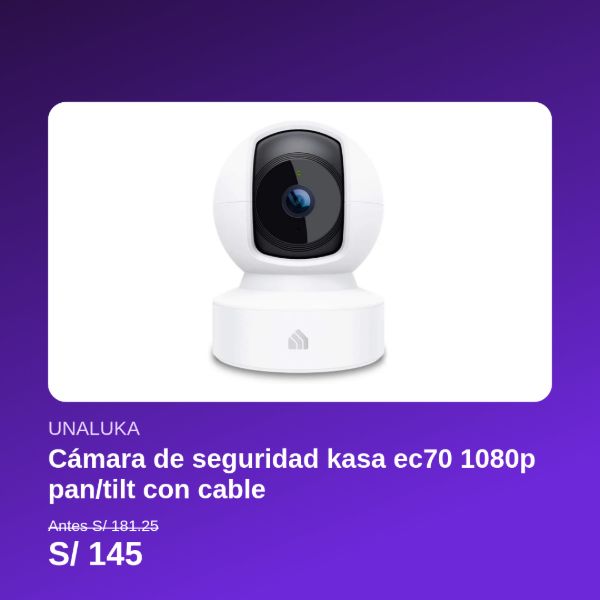 UNALUKA
Cámara de seguridad kasa ec70 1080p
pan/tilt con cable
Antes S/ 181.25
S/ 145